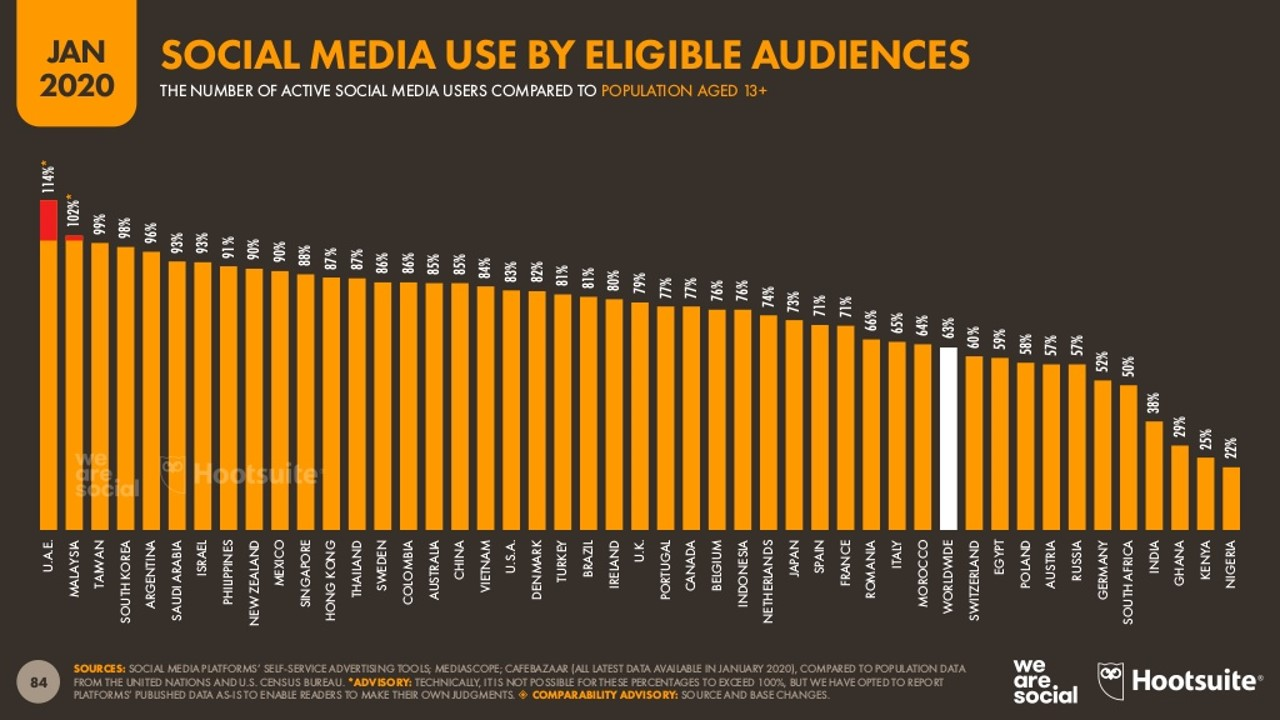 JAN
2020
SOCIAL MEDIA USE BY ELIGIBLE AUDIENCES
THE NUMBER OF ACTIVE SOCIAL MEDIA USERS COMPARED TO POPULATION AGED 13+
114%*
102%*
99%
98%
96%
93%
93%
91%
90%
90%
88%
87%
87%
86%
86%
85%
85%
84%
83%
82%
81%
81%
80%
79%
77%
77%
76%
76%
74%
73%
71%
71%
66%
65%
64%
63%
60%
59%
58%
57%
57%
52%
50%
38%
29%
25%
22%
we
are.
social
Hootsuite®
U.A.E.
MALAYSIA
TAIWAN
SOUTH KOREA
ARGENTINA
SAUDI ARABIA
ISRAEL
PHILIPPINES
NEW ZEALAND
MEXICO
SINGAPORE
HONG KONG
THAILAND
SWEDEN
COLOMBIA
AUSTRALIA
CHINA
VIETNAM
U.S.A.
DENMARK
TURKEY
BRAZIL
IRELAND
U.K.
PORTUGAL
CANADA
BELGIUM
INDONESIA
NETHERLANDS
JAPAN
SPAIN
FRANCE
ROMANIA
ITALY
MOROCCO
WORLDWIDE
SWITZERLAND
EGYPT
POLAND
AUSTRIA
RUSSIA
GERMANY
SOUTH AFRICA
INDIA
GHANA
KENYA
NIGERIA
84
SOURCES: SOCIAL MEDIA PLATFORMS' SELF-SERVICE ADVERTISING TOOLS; MEDIASCOPE; CAFEBAZAAR (ALL LATEST DATA AVAILABLE IN JANUARY 2020), COMPARED TO POPULATION DATA
FROM THE UNITED NATIONS AND U.S. CENSUS BUREAU. *ADVISORY: TECHNICALLY, IT IS NOT POSSIBLE FOR THESE PERCENTAGES TO EXCEED 100%, BUT WE HAVE OPTED TO REPORT
PLATFORMS' PUBLISHED DATA AS-IS TO ENABLE READERS TO MAKE THEIR OWN JUDGMENTS. ◈ COMPARABILITY ADVISORY: SOURCE AND BASE CHANGES.
we
are.
social
Hootsuite®